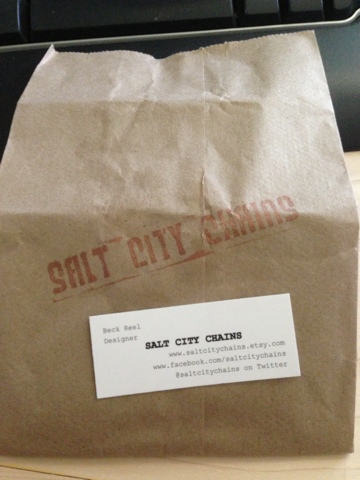 SALT CITY CHAINS
Beck Reel
Designer
SALT CITY CHAINS
www.saltcitychains.etsy.com
www.facebook.com/saltcitychains
@saltcitychains on Twitter